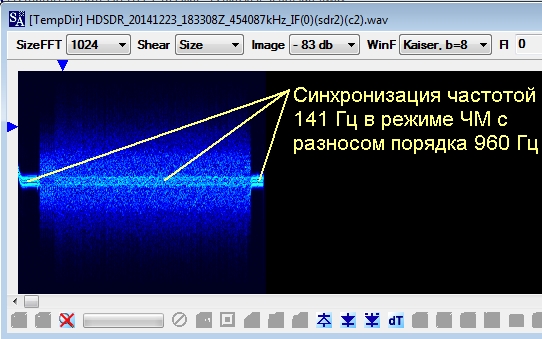 [TempDir] HDSDR_20141223_183308Z_454087kHz_IF(0)(sdr2)(c2).wav
SizeFFT 1024 Shear Size Image - 83 db WinF Kaiser, b=8 Fl 0
Синхронизация частотой
141 Гц в режиме ЧМ с
разносом порядка 960 Гц
dT